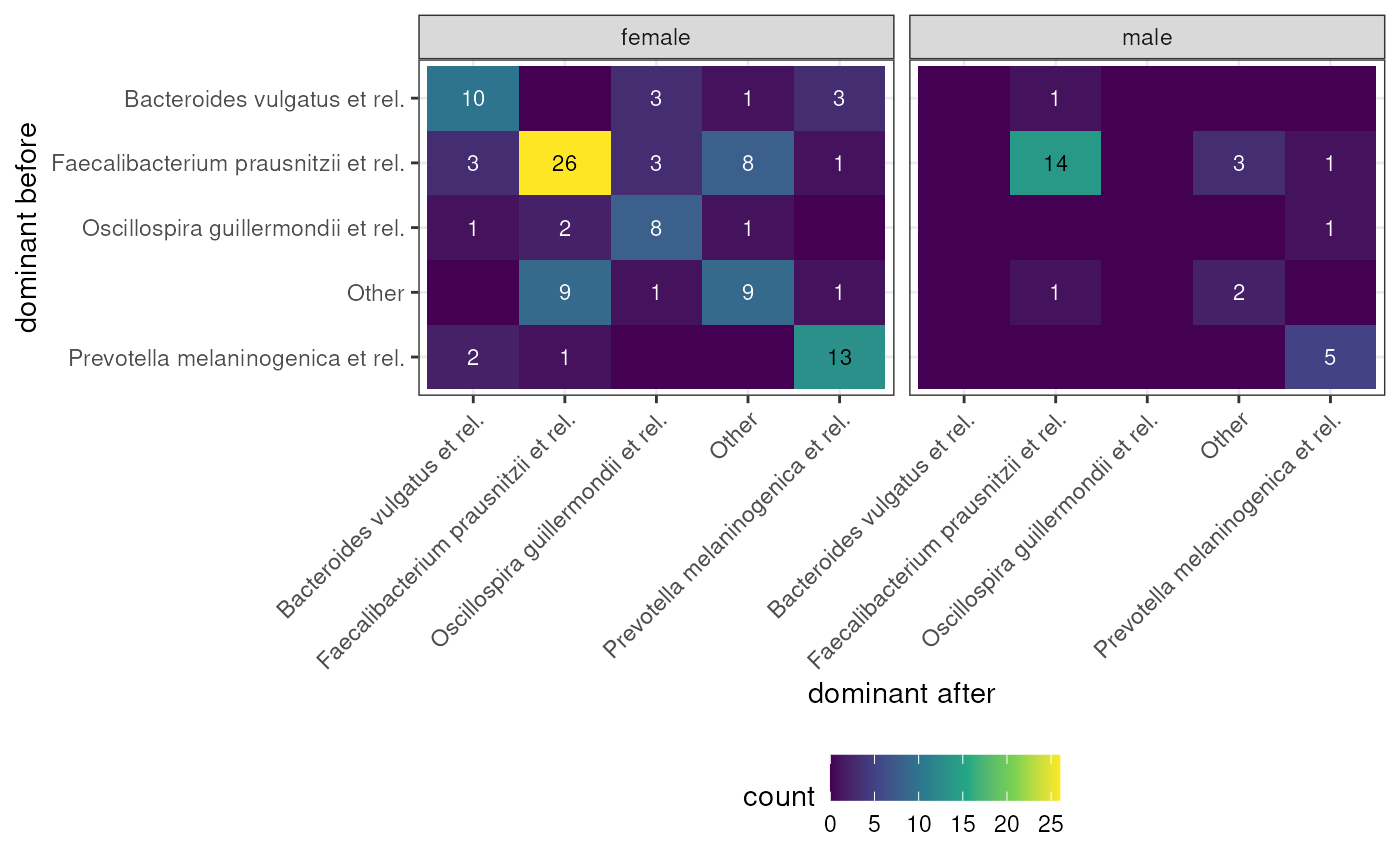 female
male
dominant before
Bacteroides vulgatus et rel.
10 3 1 3 1
Faecalibacterium prausnitzii et rel.
3 26 3 8 1 14 3 1
Oscillospira guillermondii et rel.
1 2 8 1 1
Other
9 1 9 1 1 2
Prevotella melaninogenica et rel.
2 1 13 5
Bacteroides vulgatus et rel.
Faecalibacterium prausnitzii et rel.
Oscillospira guillermondii et rel.
Other
Prevotella melaninogenica et rel.
Bacteroides vulgatus et rel.
Faecalibacterium prausnitzii et rel.
Oscillospira guillermondii et rel.
Other
Prevotella melaninogenica et rel.
dominant after
count
0 5 10 15 20 25